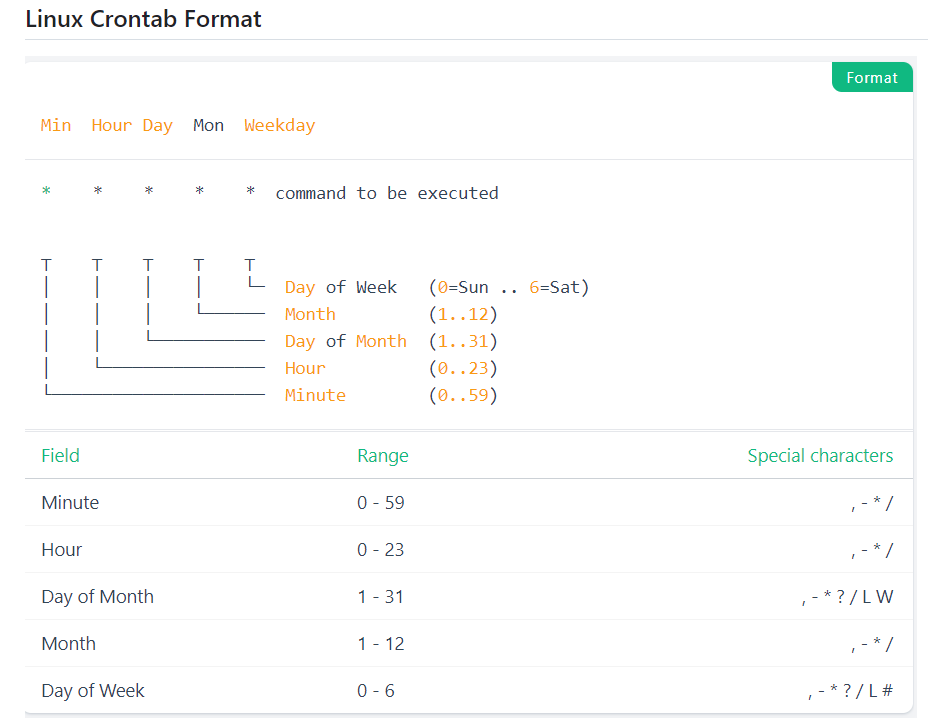 Linux Crontab Format
Format
Min Hour Day Mon Weekday
* * * * * command to be executed
┬ ┬ ┬ ┬ ┬
│ │ │ │ └─ Day of Week (0=Sun .. 6=Sat)
│ │ │ └────── Month (1..12)
│ │ └─────────── Day of Month (1..31)
│ └──────────────── Hour (0..23)
└───────────────────── Minute (0..59)
Field Range Special characters
Minute 0 - 59 , - * /
Hour 0 - 23 , - * /
Day of Month 1 - 31 , - * ? / L W
Month 1 - 12 , - * /
Day of Week 0 - 6 , - * ? / L #